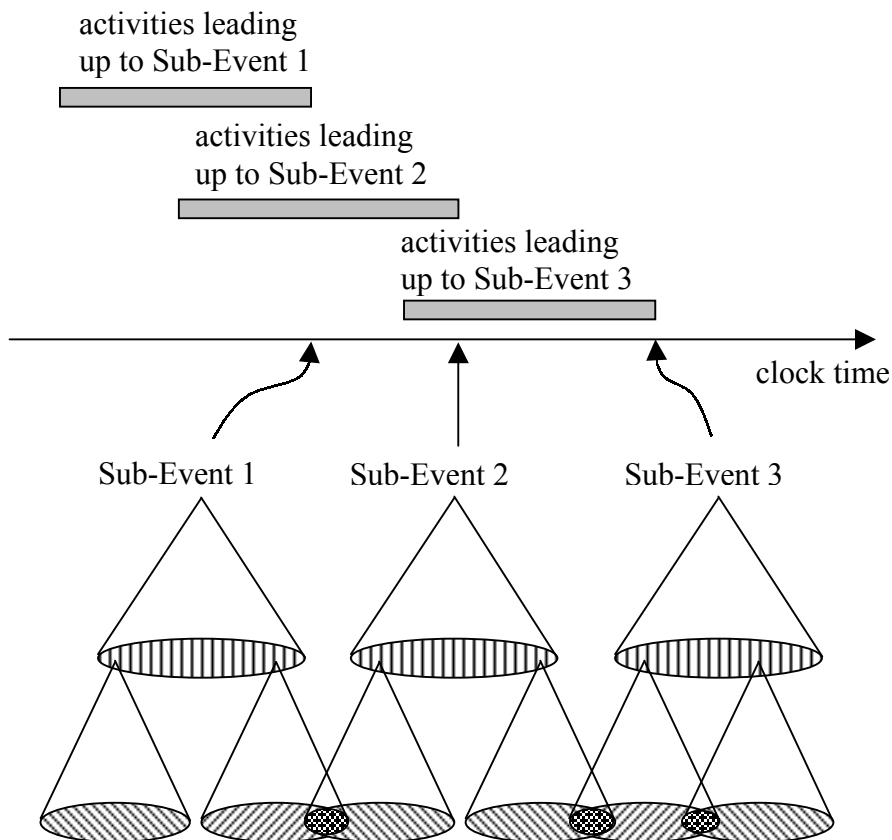 activities leading
up to Sub-Event 1
activities leading
up to Sub-Event 2
activities leading
up to Sub-Event 3
clock time
Sub-Event 1
Sub-Event 2
Sub-Event 3